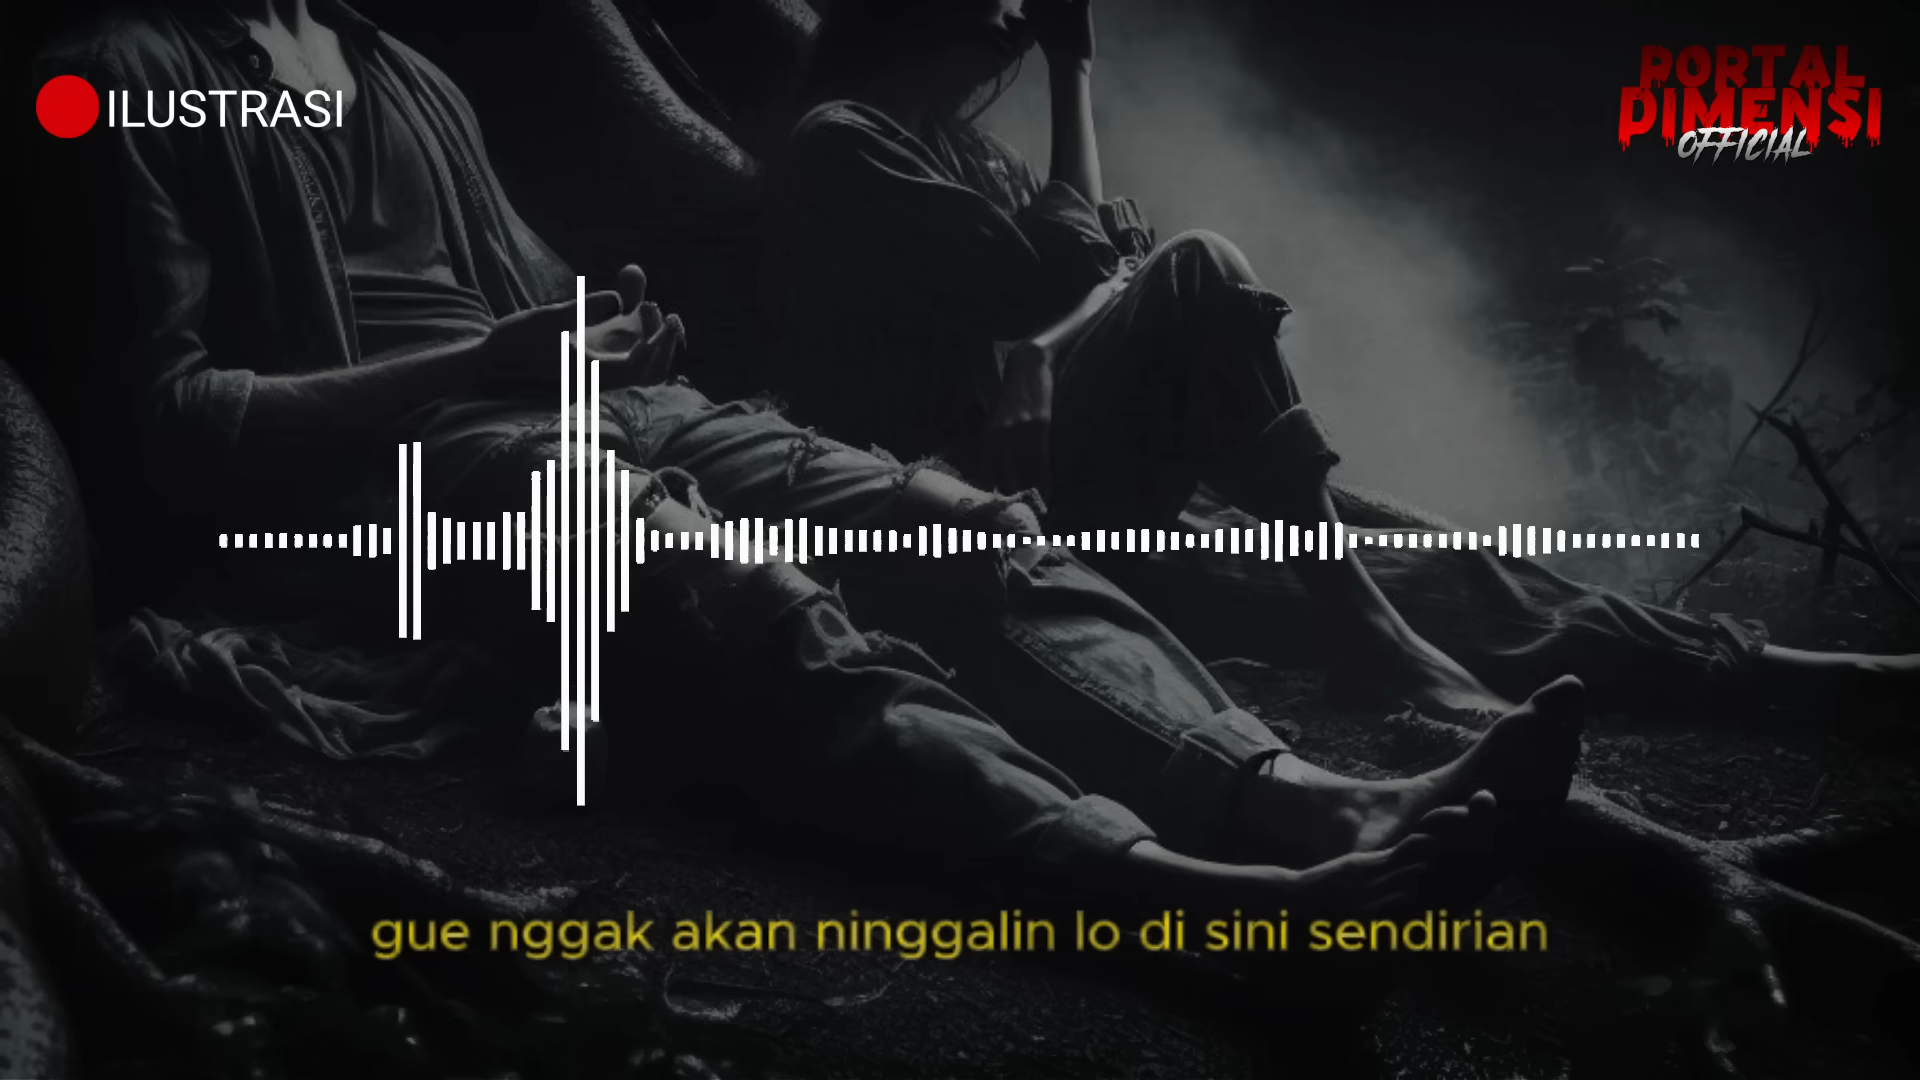 ILUSTRASI
PORTAL
DIMENSI
OFFICIAL
gue nggak akan ninggalin lo di sini sendirian